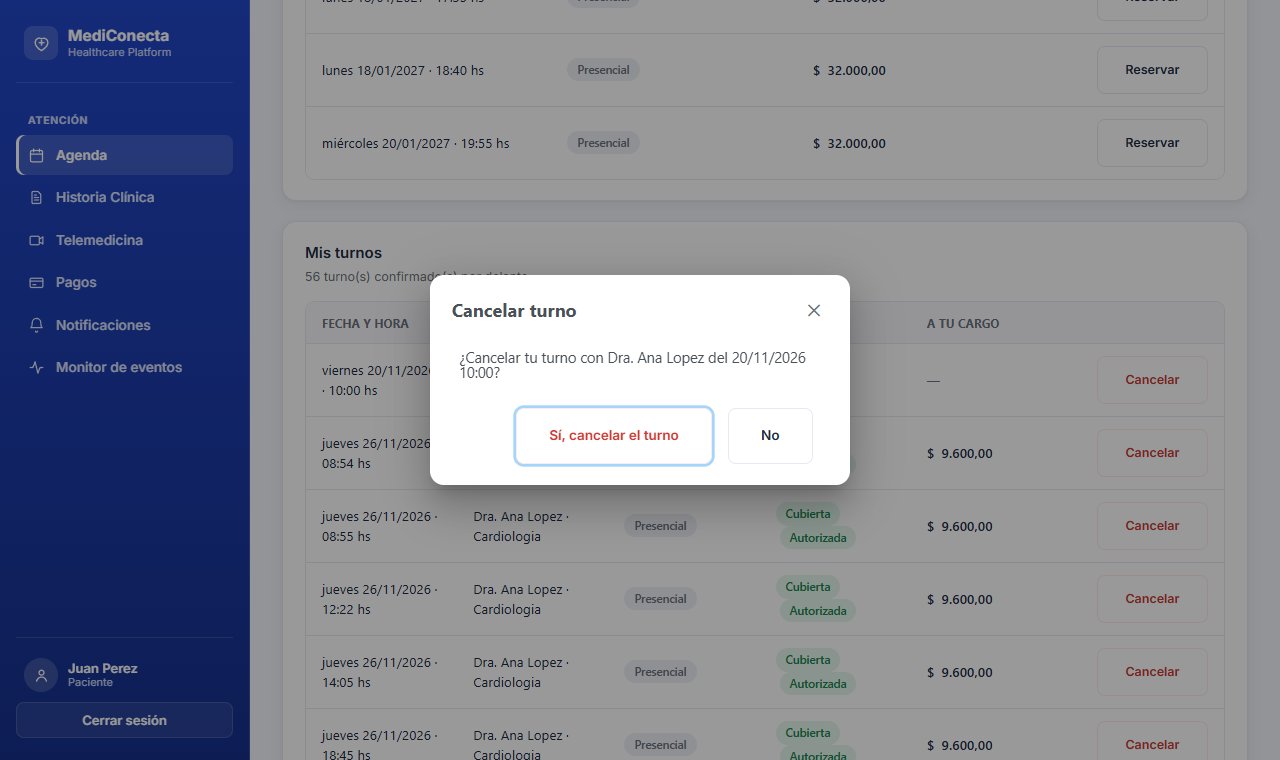 MediConecta
Healthcare Platform
ATENCIÓN
Agenda
Historia Clínica
Telemedicina
Pagos
Notificaciones
Monitor de eventos
Juan Perez
Paciente
Cerrar sesión
lunes 18/01/2027 · 18:40 hs Presencial $ 32.000,00 Reservar
miércoles 20/01/2027 · 19:55 hs Presencial $ 32.000,00 Reservar
Mis turnos
56 turno(s) confirmado(s) por delante
FECHA Y HORA A TU CARGO
viernes 20/11/2026
· 10:00 hs — Cancelar
jueves 26/11/2026
08:54 hs $ 9.600,00 Cancelar
Cancelar turno
¿Cancelar tu turno con Dra. Ana Lopez del 20/11/2026
10:00?
Sí, cancelar el turno No
jueves 26/11/2026 ·
08:55 hs
Dra. Ana Lopez ·
Cardiologia
Presencial
Cubierta
Autorizada
$ 9.600,00
Cancelar
jueves 26/11/2026 ·
12:22 hs
Dra. Ana Lopez ·
Cardiologia
Presencial
Cubierta
Autorizada
$ 9.600,00
Cancelar
jueves 26/11/2026 ·
14:05 hs
Dra. Ana Lopez ·
Cardiologia
Presencial
Cubierta
Autorizada
$ 9.600,00
Cancelar
jueves 26/11/2026 ·
18:45 hs
Dra. Ana Lopez ·
Cardiologia
Presencial
Cubierta
Autorizada
$ 9.600,00
Cancelar